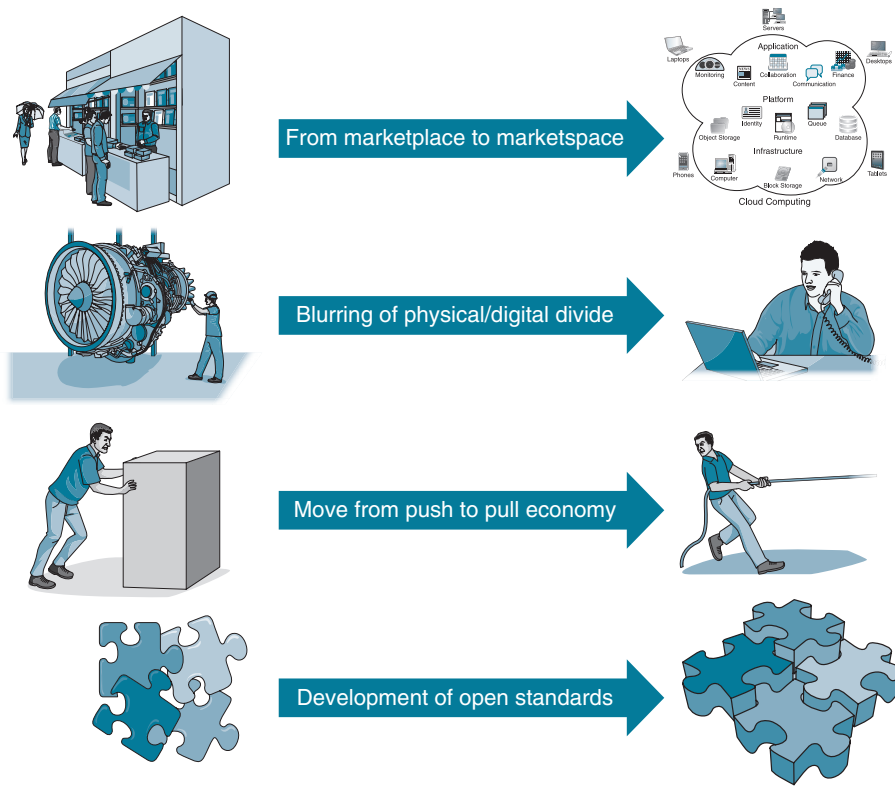 Servers
Laptops
Application
Desktops
Monitoring
Content
Collaboration
Communication
Finance
Platform
Identity
Queue
Object Storage
Runtime
Database
Infrastructure
Phones
Computer
Block Storage
Network
Tablets
Cloud Computing
From marketplace to marketspace
Blurring of physical/digital divide
Move from push to pull economy
Development of open standards